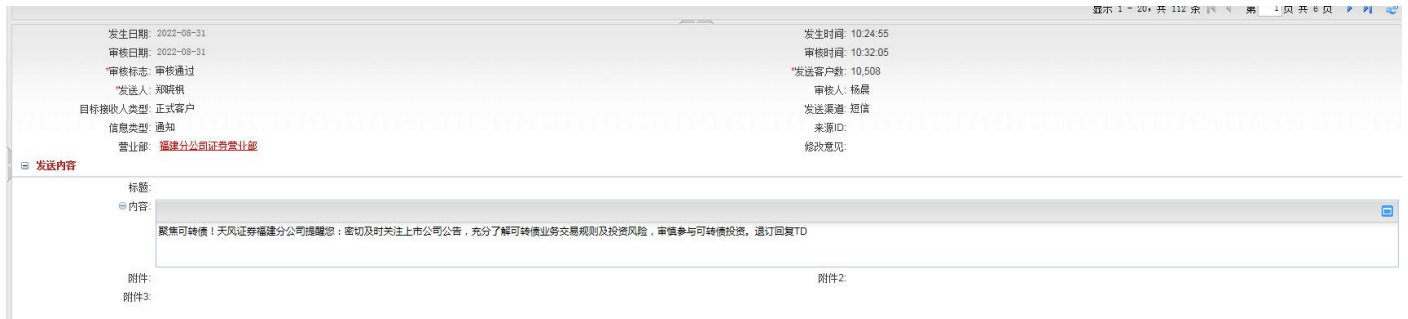 显示 1 - 20，共 112 条 第 1 页 共 6 页
发生日期: 2022-08-31 发生时间: 10:24:55
审核日期: 2022-08-31 审核时间: 10:32:05
*审核标志: 审核通过 *发送客户数: 10,508
*发送人: 郑晓枫 审核人: 杨晨
目标接收人类型: 正式客户 发送渠道: 短信
信息类型: 通知 来源ID:
营业部: 福建分公司证券营业部 修改意见:
发送内容
标题:
内容:
聚焦可转债！天风证券福建分公司提醒您：密切及时关注上市公司公告，充分了解可转债业务交易规则及投资风险，审慎参与可转债投资。退订回复TD
附件: 附件2:
附件3: